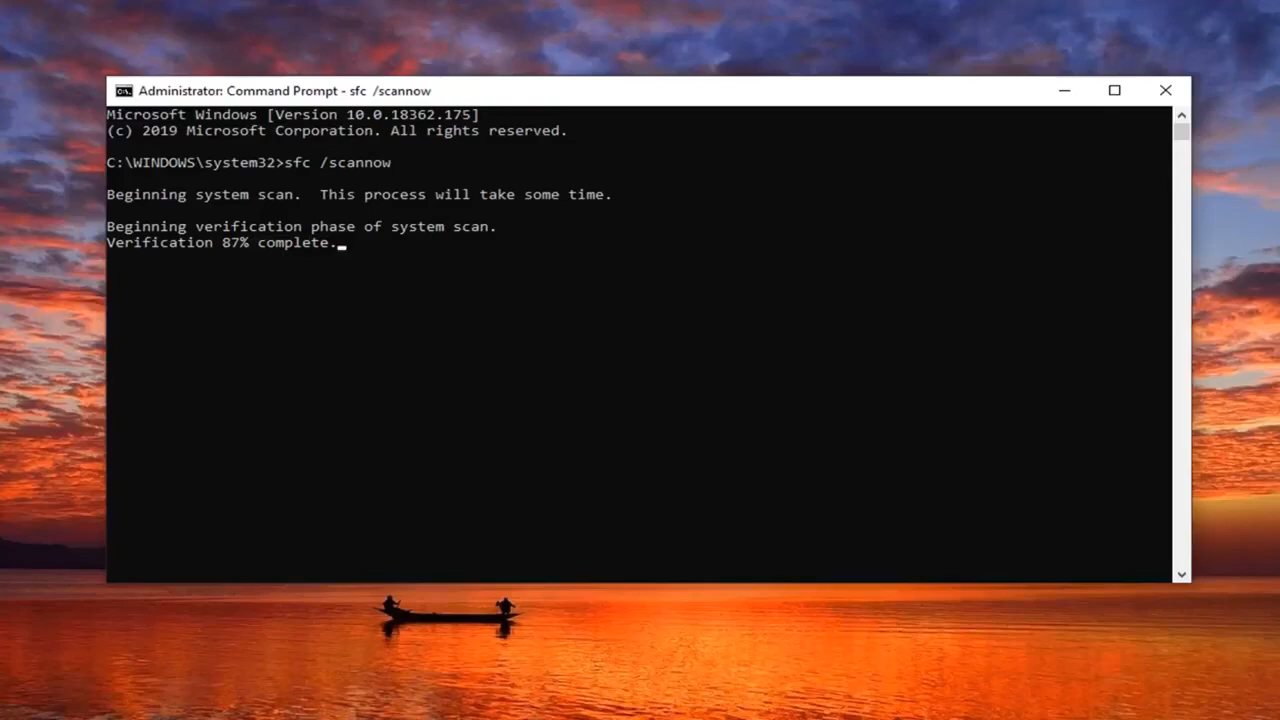 Administrator: Command Prompt - sfc  /scannow
Microsoft Windows [Version 10.0.18362.175]
(c) 2019 Microsoft Corporation. All rights reserved.
C:\WINDOWS\system32>sfc /scannow
Beginning system scan.  This process will take some time.
Beginning verification phase of system scan.
Verification 87% complete.